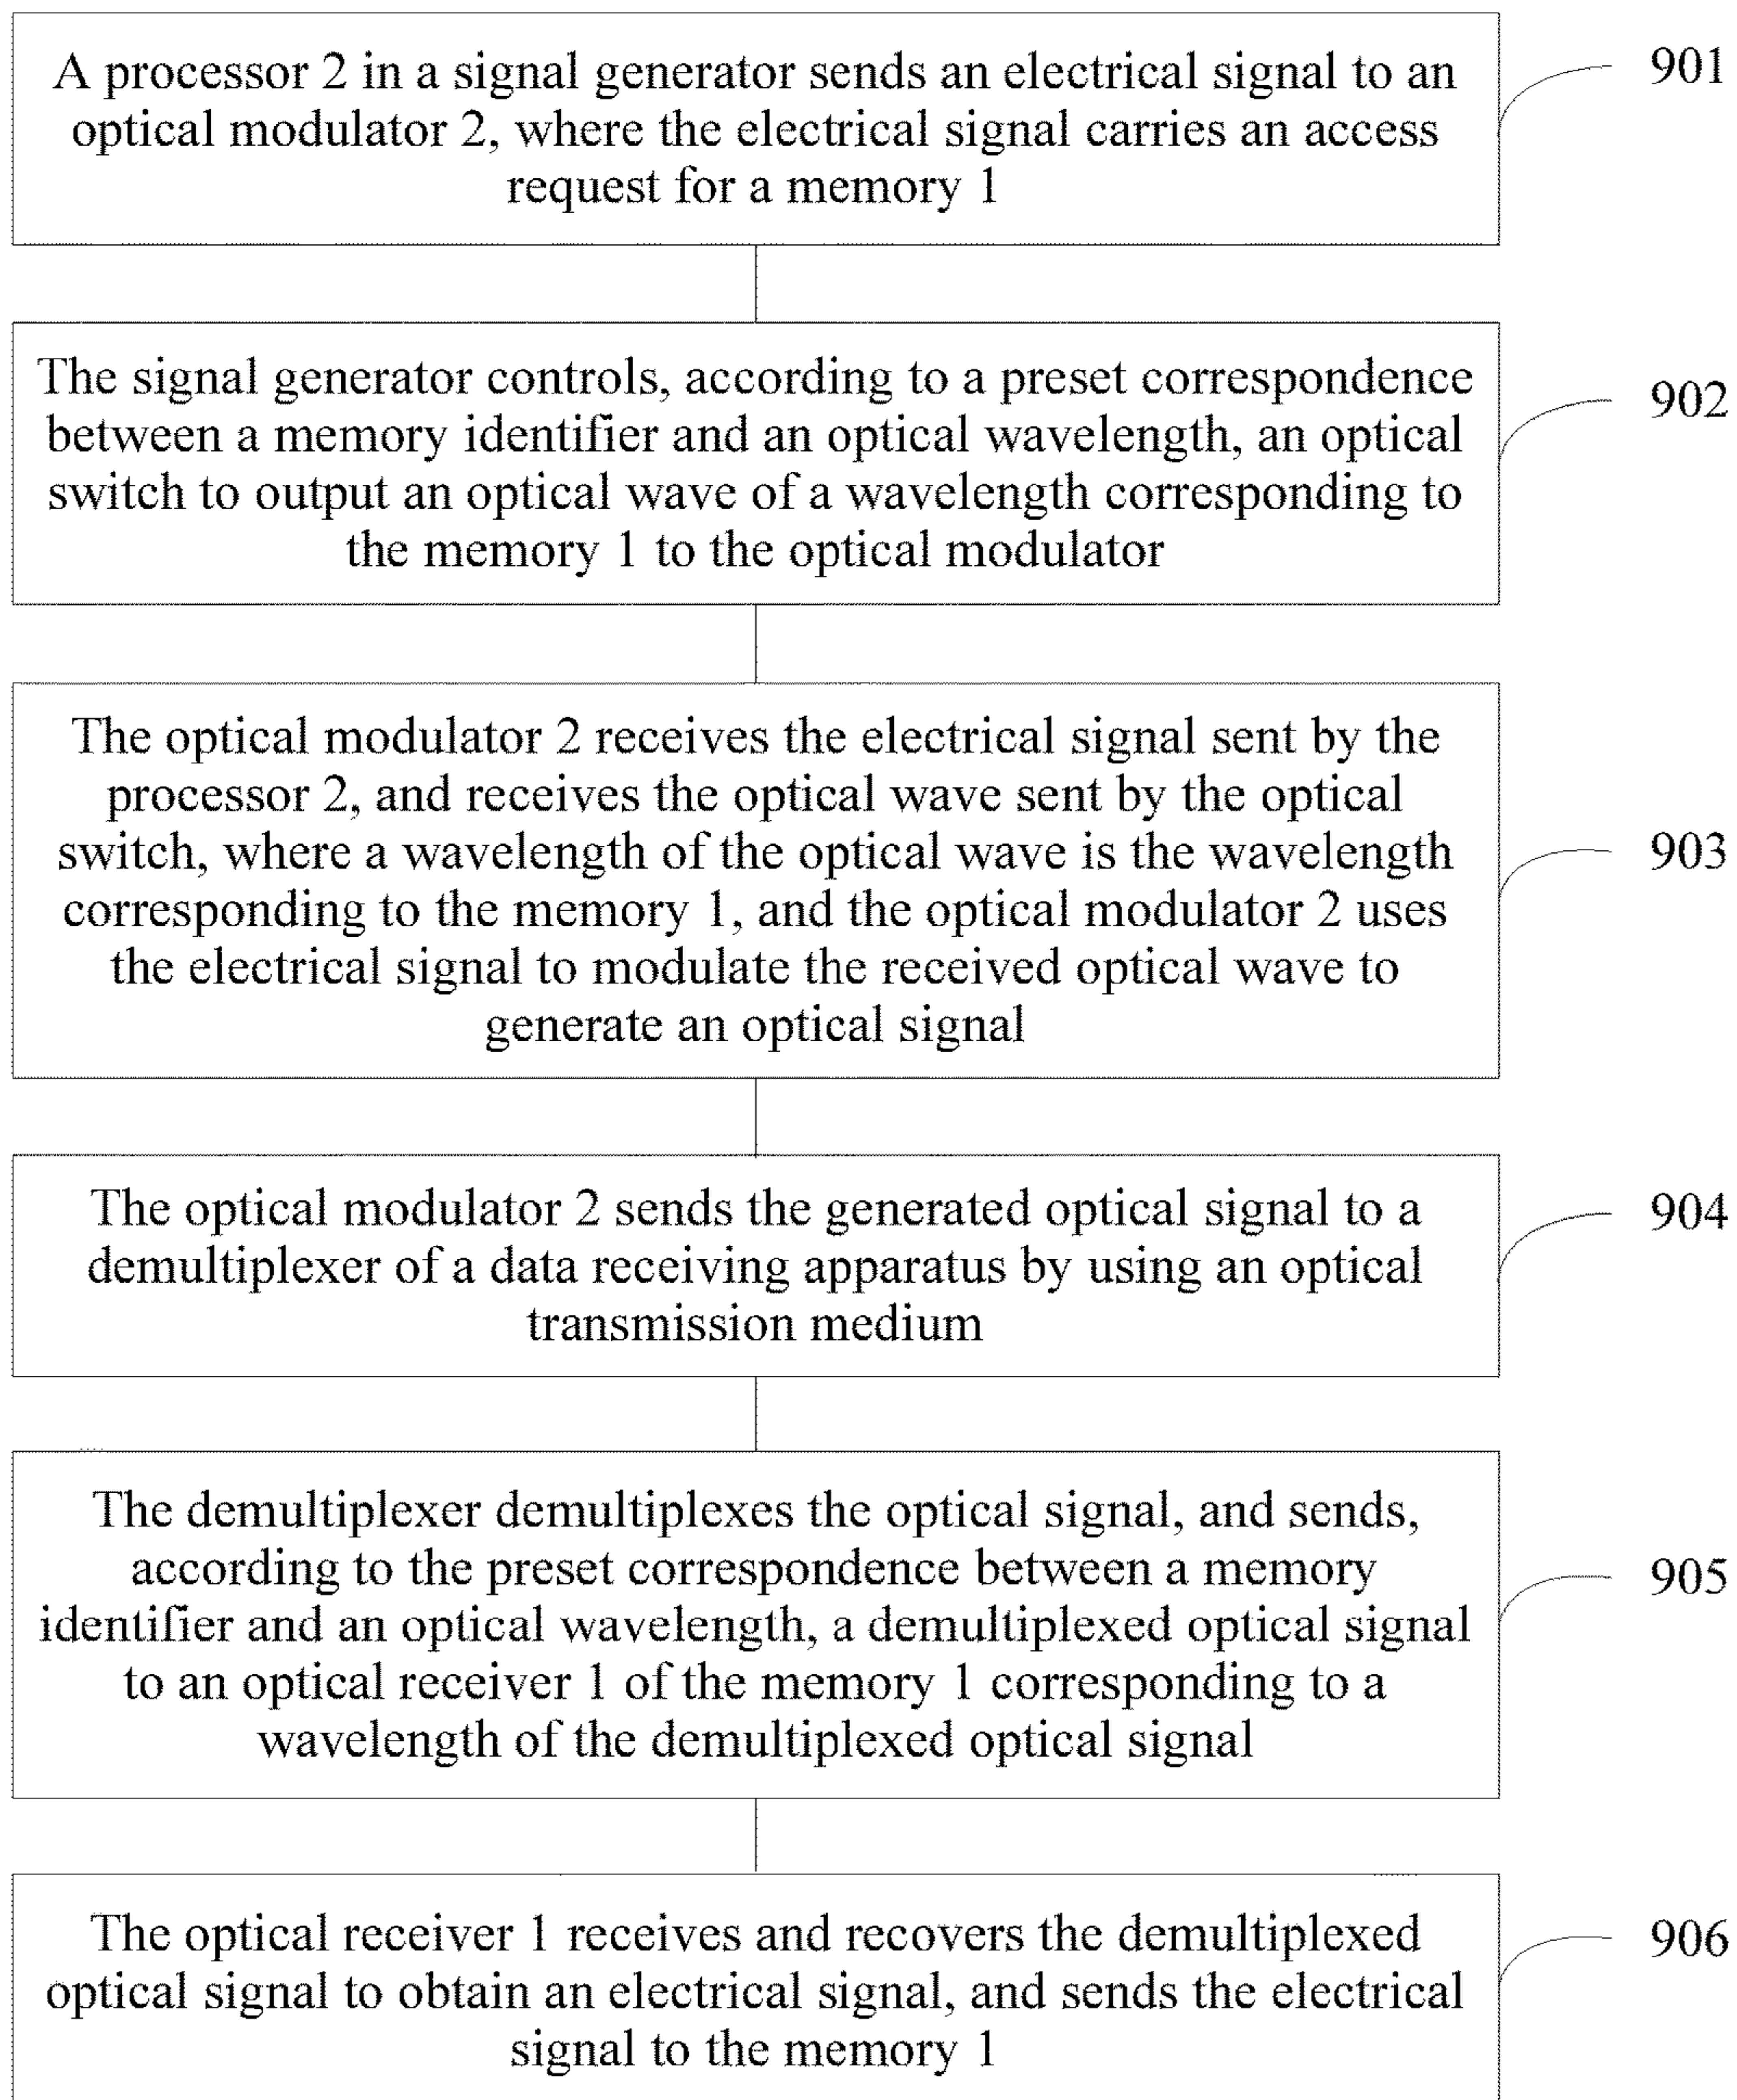 A processor 2 in a signal generator sends an electrical signal to an
optical modulator 2, where the electrical signal carries an access
request for a memory 1
901
The signal generator controls, according to a preset correspondence
between a memory identifier and an optical wavelength, an optical
switch to output an optical wave of a wavelength corresponding to
the memory 1 to the optical modulator
902
The optical modulator 2 receives the electrical signal sent by the
processor 2, and receives the optical wave sent by the optical
switch, where a wavelength of the optical wave is the wavelength
corresponding to the memory 1, and the optical modulator 2 uses
the electrical signal to modulate the received optical wave to
generate an optical signal
903
The optical modulator 2 sends the generated optical signal to a
demultiplexer of a data receiving apparatus by using an optical
transmission medium
904
The demultiplexer demultiplexes the optical signal, and sends,
according to the preset correspondence between a memory
identifier and an optical wavelength, a demultiplexed optical signal
to an optical receiver 1 of the memory 1 corresponding to a
wavelength of the demultiplexed optical signal
905
The optical receiver 1 receives and recovers the demultiplexed
optical signal to obtain an electrical signal, and sends the electrical
signal to the memory 1
906